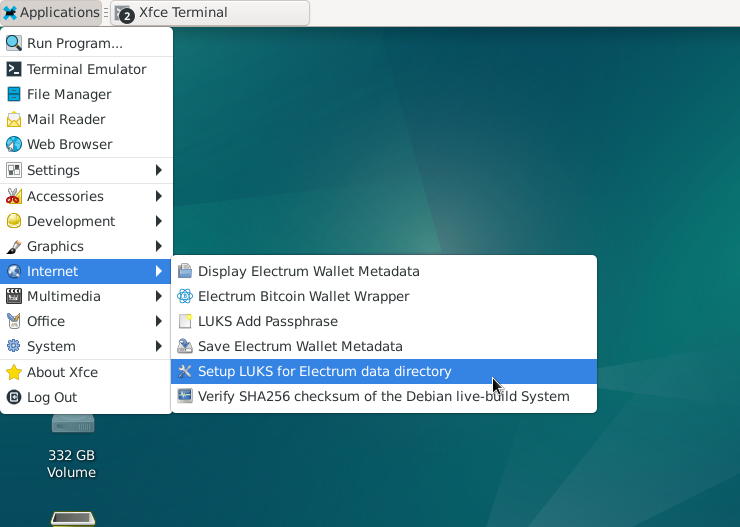 Applications
2 Xfce Terminal
Run Program...
Terminal Emulator
File Manager
Mail Reader
Web Browser
Settings
Accessories
Development
Graphics
Internet
Multimedia
Office
System
About Xfce
Log Out
Display Electrum Wallet Metadata
Electrum Bitcoin Wallet Wrapper
LUKS Add Passphrase
Save Electrum Wallet Metadata
Setup LUKS for Electrum data directory
Verify SHA256 checksum of the Debian live-build System
332 GB
Volume